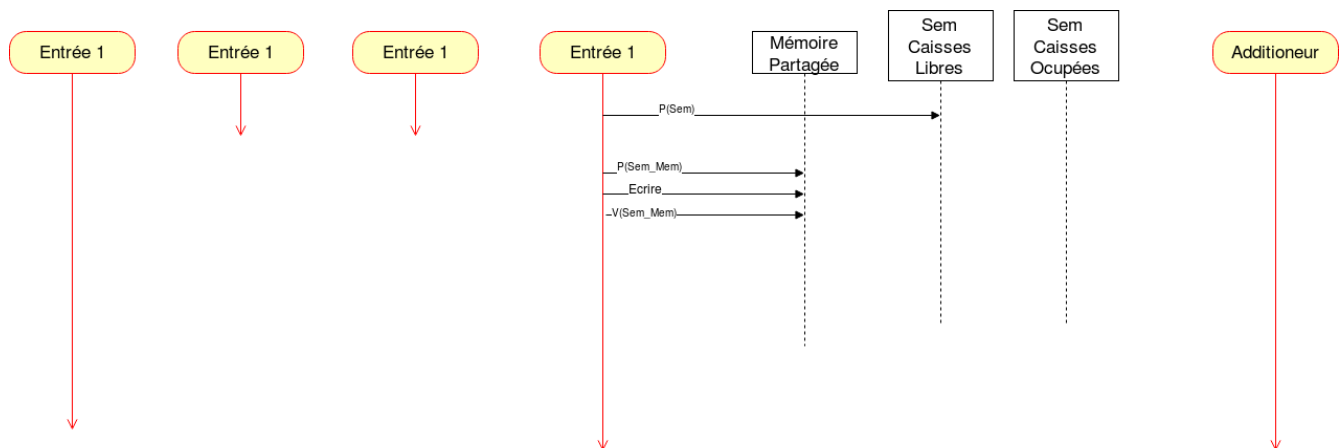 Entrée 1
Entrée 1
Entrée 1
Entrée 1
Mémoire
Partagée
Sem
Caisses
Libres
Sem
Caisses
Ocupées
Additioneur
P(Sem)
P(Sem_Mem)
Ecrire
V(Sem_Mem)